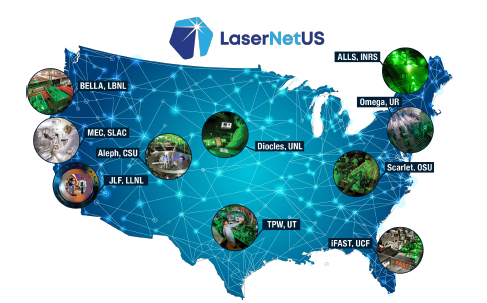 LaserNetUS
ALLS, INRS
BELLA, LBNL
Omega, UR
MEC, SLAC
Aleph, CSU
Diocles, UNL
Scarlet, OSU
JLF, LLNL
TPW, UT
iFAST, UCF